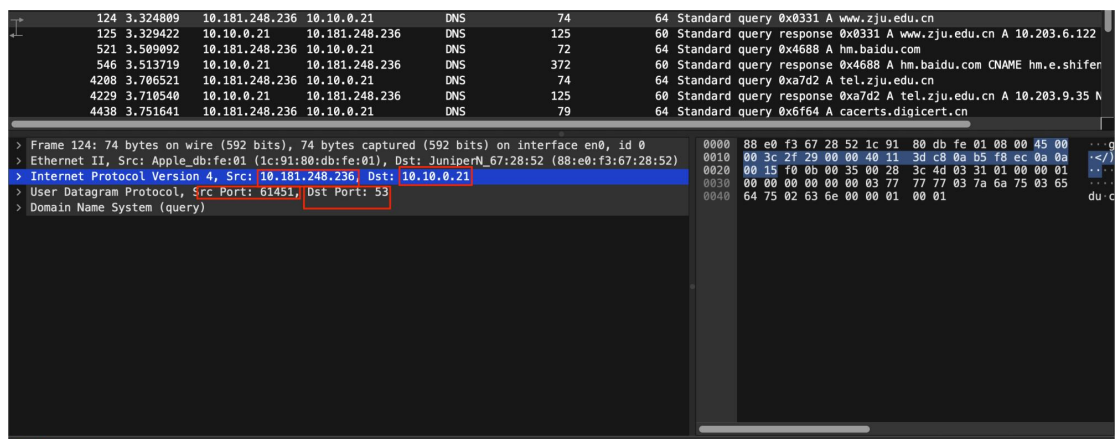 124 3.324809 10.181.248.236 10.10.0.21 DNS 74 64 Standard query 0x0331 A www.zju.edu.cn
125 3.329422 10.10.0.21 10.181.248.236 DNS 125 60 Standard query response 0x0331 A www.zju.edu.cn A 10.203.6.122
521 3.509092 10.181.248.236 10.10.0.21 DNS 72 64 Standard query 0x4688 A hm.baidu.com
546 3.513719 10.10.0.21 10.181.248.236 DNS 372 60 Standard query response 0x4688 A hm.baidu.com CNAME hm.e.shifen
4208 3.706521 10.181.248.236 10.10.0.21 DNS 74 64 Standard query 0xa7d2 A tel.zju.edu.cn
4229 3.710540 10.10.0.21 10.181.248.236 DNS 125 60 Standard query response 0xa7d2 A tel.zju.edu.cn A 10.203.9.35 N
4438 3.751641 10.181.248.236 10.10.0.21 DNS 79 64 Standard query 0x6f64 A cacerts.digicert.com
> Frame 124: 74 bytes on wire (592 bits), 74 bytes captured (592 bits) on interface en0, id 0
> Ethernet II, Src: Apple_db:fe:01 (1c:91:80:db:fe:01), Dst: JuniperN_67:28:52 (88:e0:f3:67:28:52)
> Internet Protocol Version 4, Src: 10.181.248.236, Dst: 10.10.0.21
> User Datagram Protocol, Src Port: 61451, Dst Port: 53
> Domain Name System (query)
0000 88 e0 f3 67 28 52 1c 91 80 db fe 01 08 00 45 00 ···g
0010 00 3c 2f 29 00 00 40 11 3d c8 0a b5 f8 ec 0a 0a ·</)
0020 00 15 f0 0b 00 35 00 28 3c 4d 03 31 01 00 00 01 ····
0030 00 00 00 00 00 00 03 77 77 77 03 7a 6a 75 03 65 ····
0040 64 75 02 63 6e 00 00 01 00 01 du·c